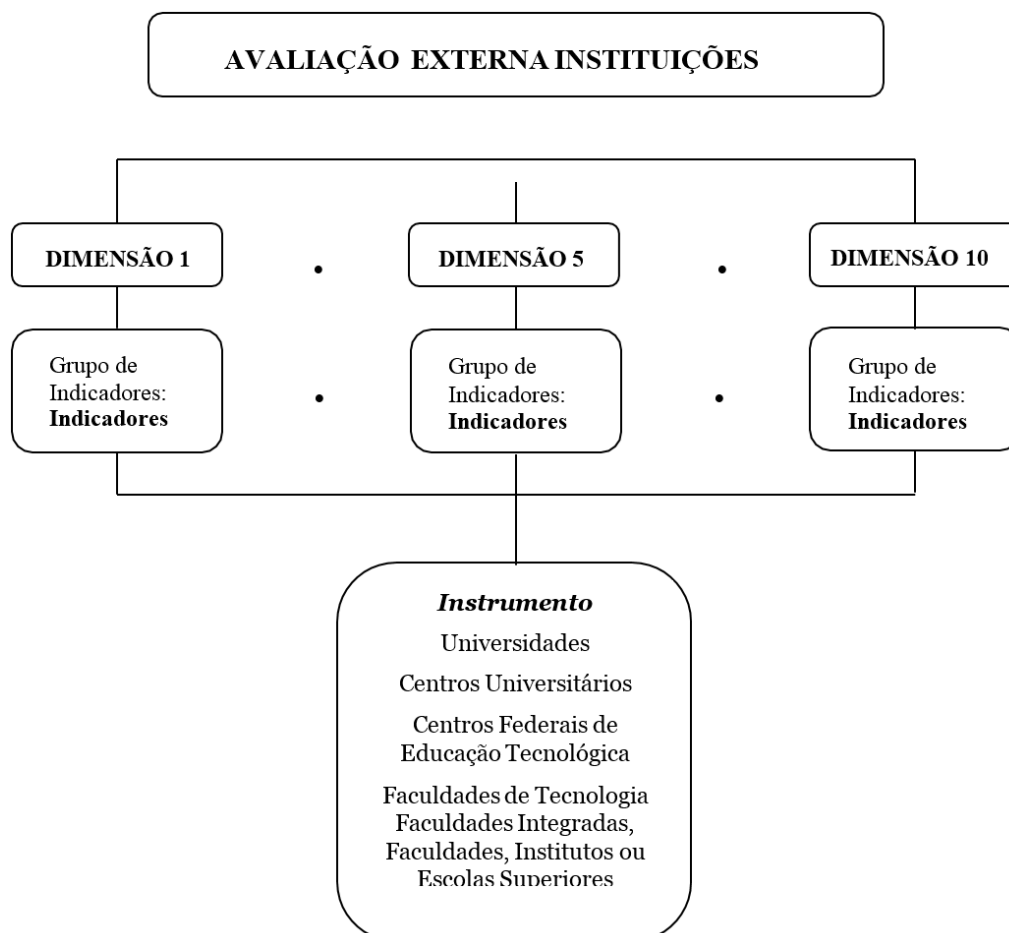 AVALIAÇÃO EXTERNA INSTITUIÇÕES
DIMENSÃO 1
DIMENSÃO 5
DIMENSÃO 10
Grupo de
Indicadores:
Indicadores
Grupo de
Indicadores:
Indicadores
Grupo de
Indicadores:
Indicadores
Instrumento
Universidades
Centros Universitários
Centros Federais de
Educação Tecnológica
Faculdades de Tecnologia
Faculdades Integradas,
Faculdades, Institutos ou
Escolas Superiores